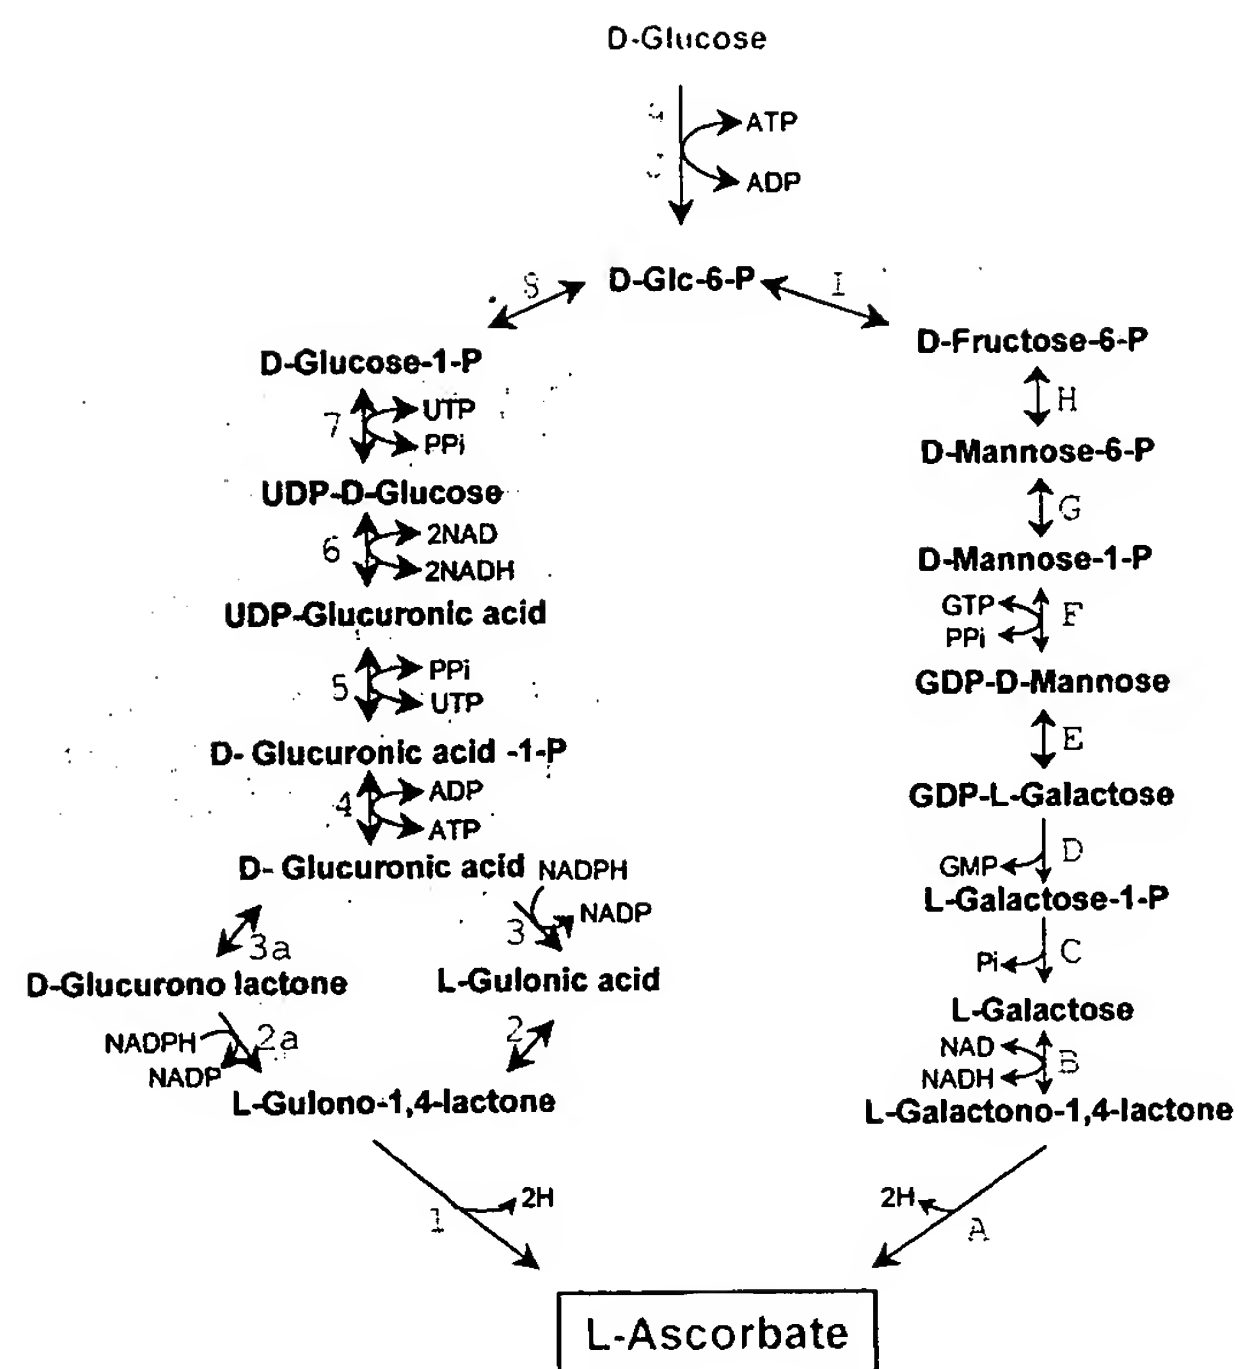 D-Glucose
ATP
ADP
D-Glc-6-P
8
I
D-Glucose-1-P
D-Fructose-6-P
7
UTP
PPi
H
UDP-D-Glucose
D-Mannose-6-P
6
2NAD
2NADH
G
UDP-Glucuronic acid
D-Mannose-1-P
5
PPi
UTP
GTP
PPi
F
D- Glucuronic acid -1-P
GDP-D-Mannose
4
ADP
ATP
E
D- Glucuronic acid
NADPH
NADP
GDP-L-Galactose
3a
3
GMP
D
D-Glucurono lactone
L-Gulonic acid
L-Galactose-1-P
NADPH
NADP
2a
2
Pi
C
L-Gulono-1,4-lactone
L-Galactose
NAD
NADH
B
L-Galactono-1,4-lactone
1
2H
2H
A
L-Ascorbate